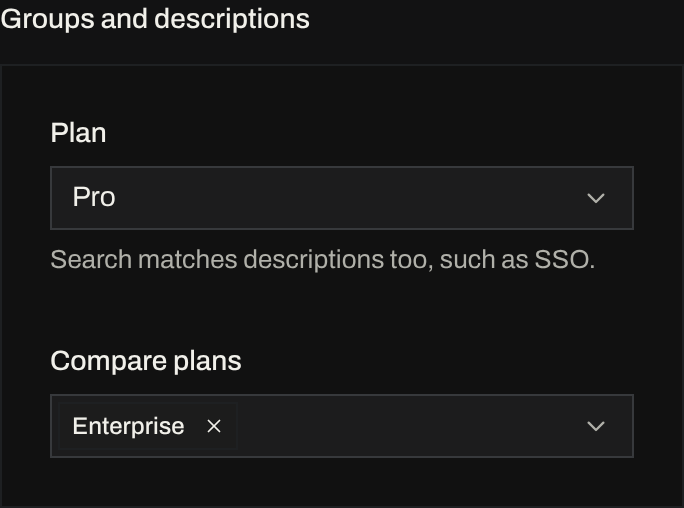 Groups and descriptions
Plan
Pro
Search matches descriptions too, such as SSO.
Compare plans
Enterprise